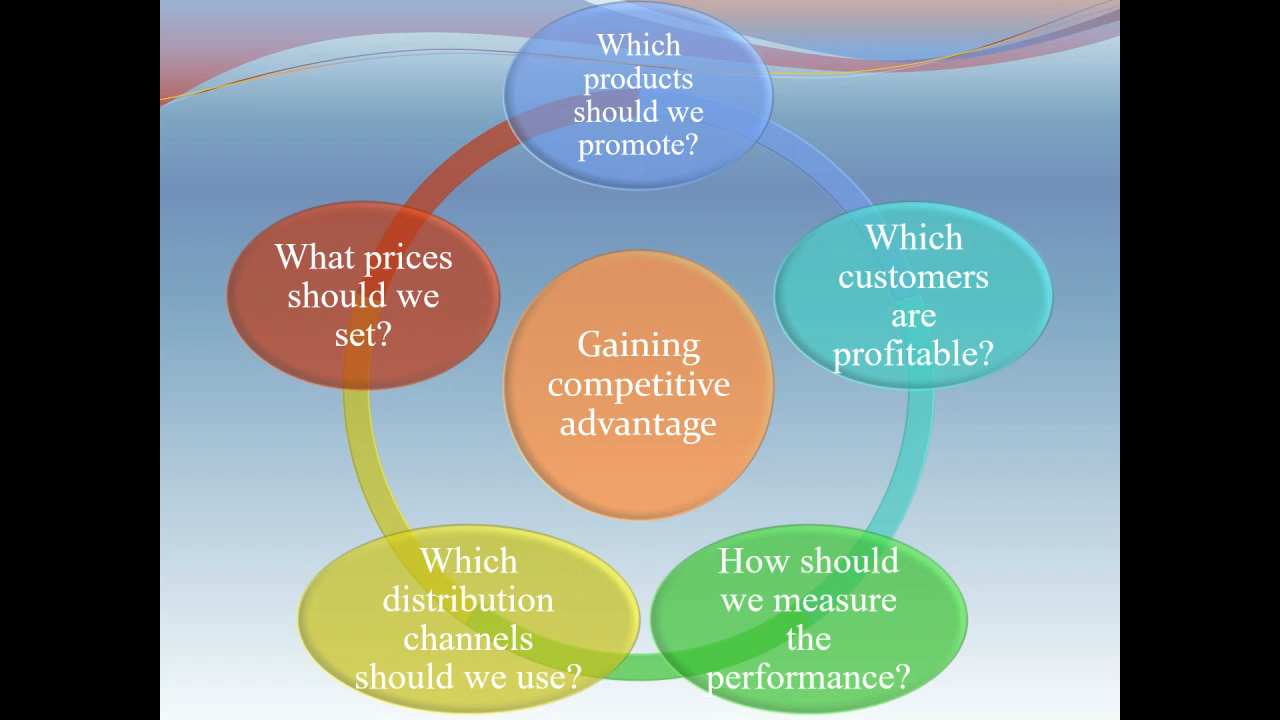 Which
products
should we
promote?
Which
customers
are
profitable?
How should
we measure
the
performance?
Which
distribution
channels
should we use?
What prices
should we
set?
Gaining
competitive
advantage